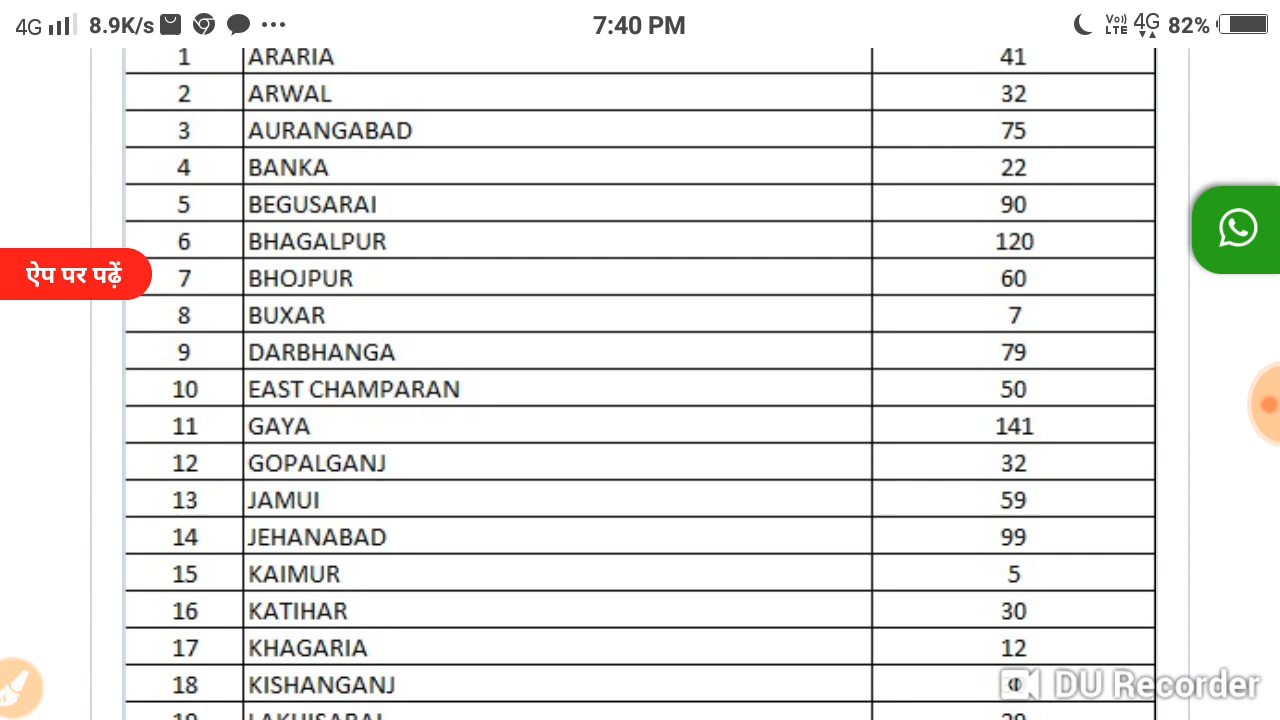 4G 8.9K/s 7:40 PM Vo)) LTE 4G 82%
1 ARARIA 41
2 ARWAL 32
3 AURANGABAD 75
4 BANKA 22
5 BEGUSARAI 90
6 BHAGALPUR 120
ऐप पर पढ़ें
7 BHOJPUR 60
8 BUXAR 7
9 DARBHANGA 79
10 EAST CHAMPARAN 50
11 GAYA 141
12 GOPALGANJ 32
13 JAMUI 59
14 JEHANABAD 99
15 KAIMUR 5
16 KATIHAR 30
17 KHAGARIA 12
18 KISHANGANJ
DU Recorder